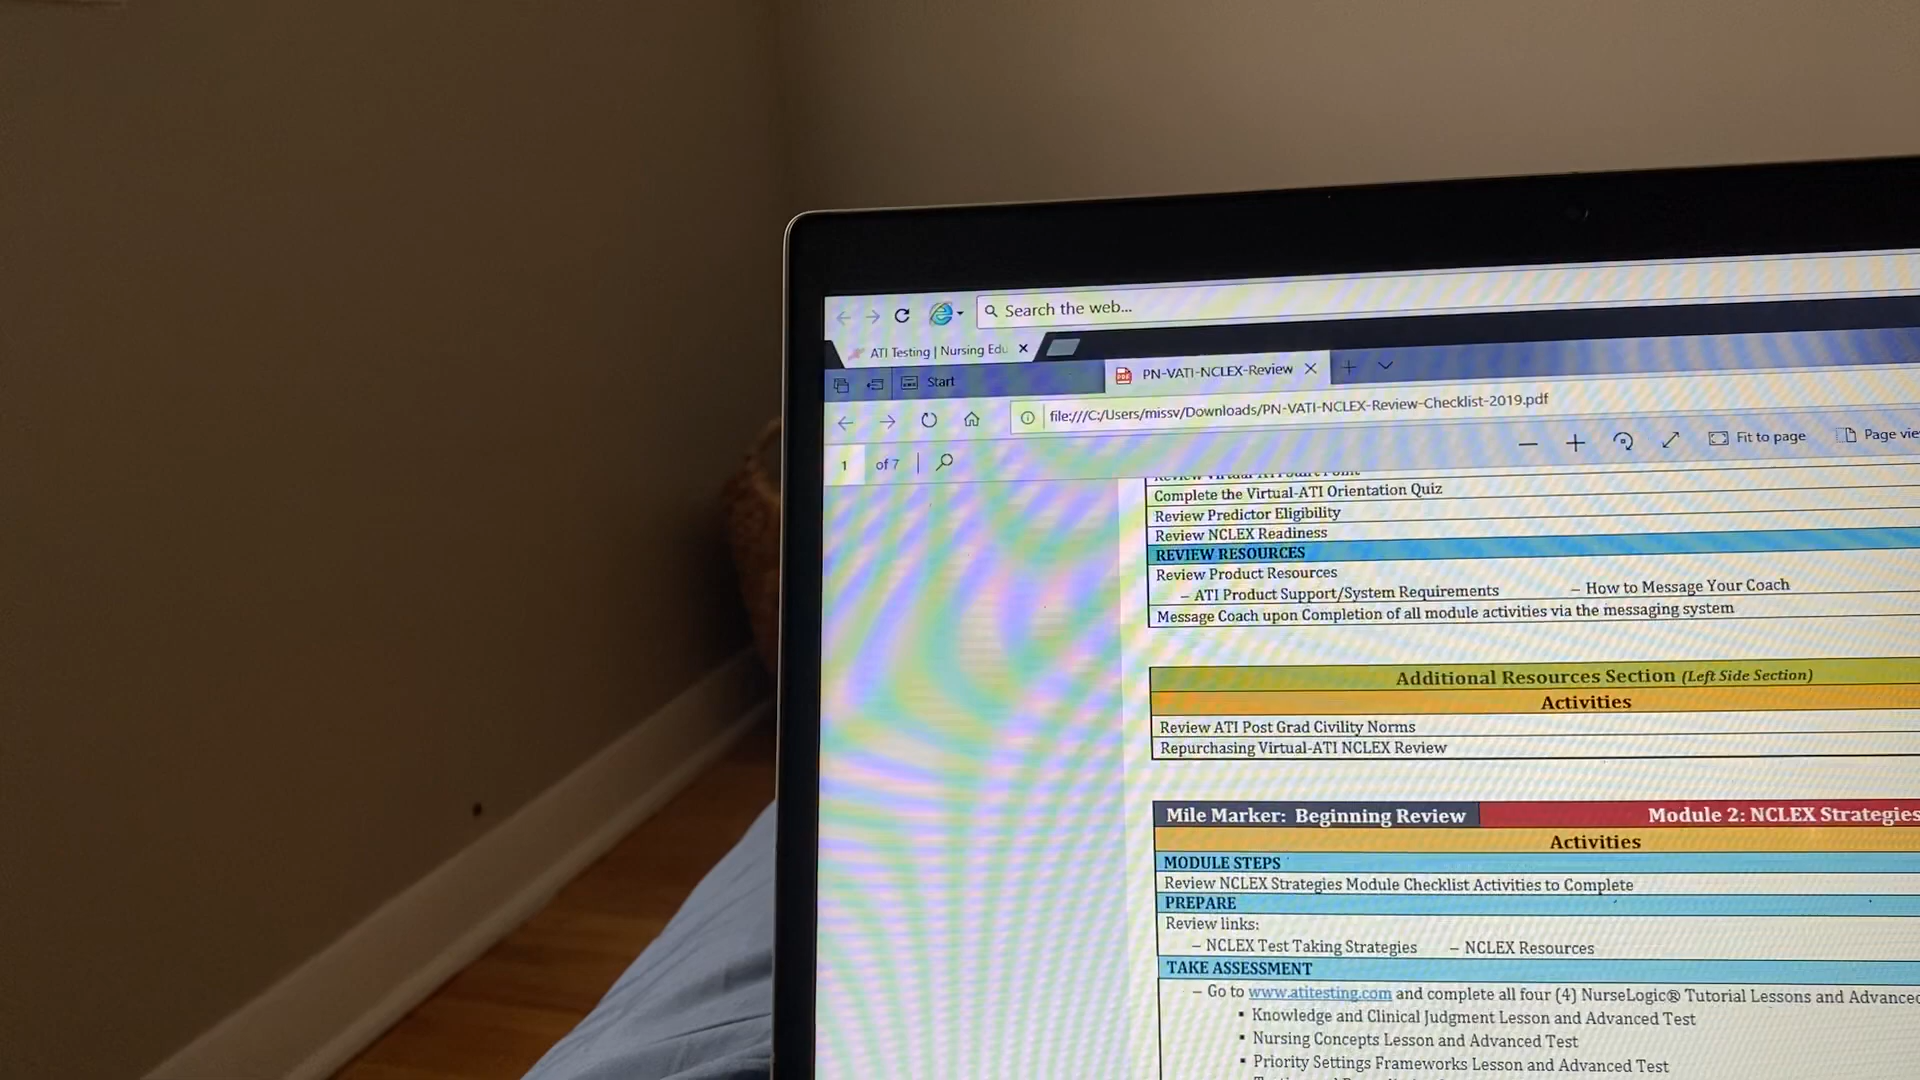 Search the web...
ATI Testing | Nursing Edu
Start
PN-VATI-NCLEX-Review
file:///C:/Users/missv/Downloads/PN-VATI-NCLEX-Review-Checklist-2019.pdf
1 of 7
Fit to page
Page vie
Complete the Virtual-ATI Orientation Quiz
Review Predictor Eligibility
Review NCLEX Readiness
REVIEW RESOURCES
Review Product Resources
– ATI Product Support/System Requirements – How to Message Your Coach
Message Coach upon Completion of all module activities via the messaging system
Additional Resources Section (Left Side Section)
Activities
Review ATI Post Grad Civility Norms
Repurchasing Virtual-ATI NCLEX Review
Mile Marker: Beginning Review Module 2: NCLEX Strategies
Activities
MODULE STEPS
Review NCLEX Strategies Module Checklist Activities to Complete
PREPARE
Review links:
– NCLEX Test Taking Strategies – NCLEX Resources
TAKE ASSESSMENT
– Go to www.atitesting.com and complete all four (4) NurseLogic® Tutorial Lessons and Advanced
▪ Knowledge and Clinical Judgment Lesson and Advanced Test
▪ Nursing Concepts Lesson and Advanced Test
▪ Priority Settings Frameworks Lesson and Advanced Test